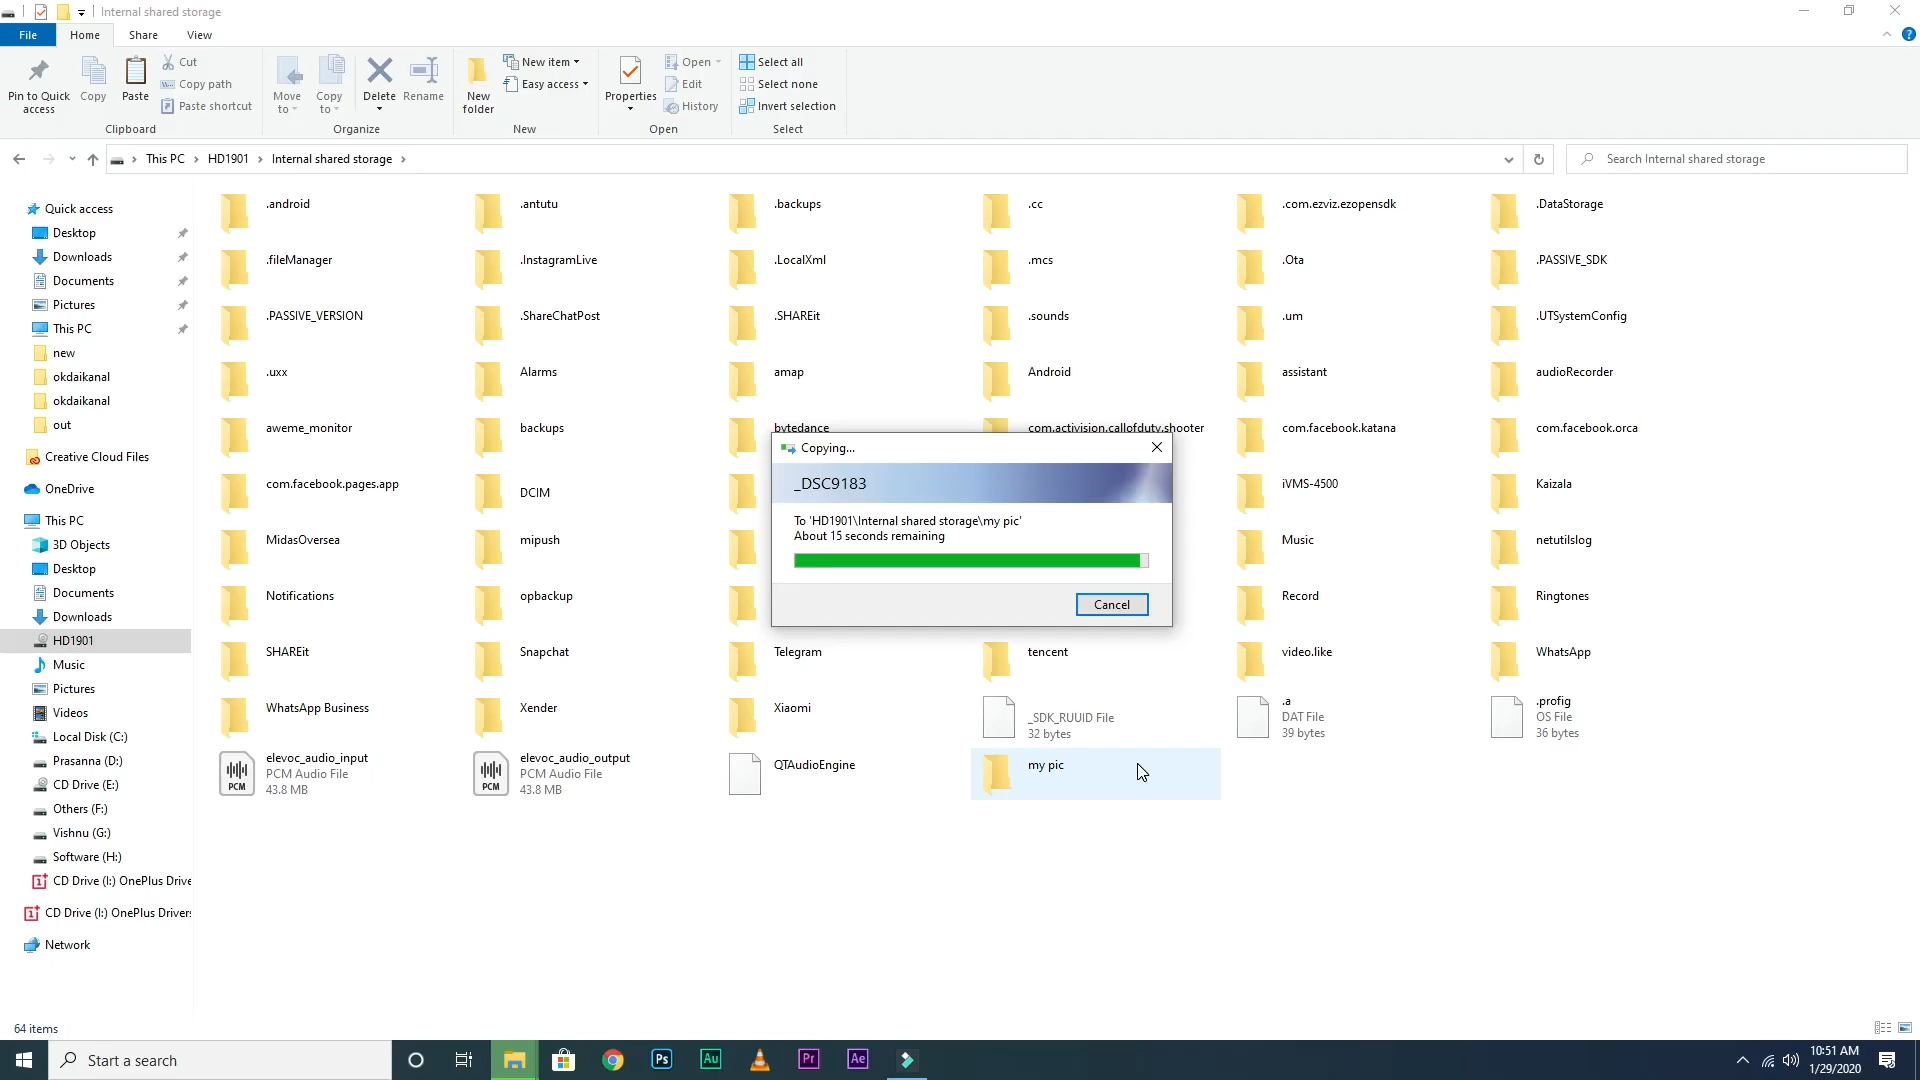 Internal shared storage
File Home Share View
Pin to Quick access
Copy
Paste
Cut
Copy path
Paste shortcut
Clipboard
Move to
Copy to
Delete
Rename
Organize
New folder
New item
Easy access
New
Properties
Open
Edit
History
Open
Select all
Select none
Invert selection
Select
This PC HD1901 Internal shared storage
Search Internal shared storage
Quick access
Desktop
Downloads
Documents
Pictures
This PC
new
okdaikanal
okdaikanal
out
Creative Cloud Files
OneDrive
This PC
3D Objects
Desktop
Documents
Downloads
HD1901
Music
Pictures
Videos
Local Disk (C:)
Prasanna (D:)
CD Drive (E:)
Others (F:)
Vishnu (G:)
Software (H:)
CD Drive (I:) OnePlus Drive
CD Drive (I:) OnePlus Drivers
Network
.android .antutu .backups .cc .com.ezviz.ezopensdk .DataStorage
.fileManager .InstagramLive .LocalXml .mcs .Ota .PASSIVE_SDK
.PASSIVE_VERSION .ShareChatPost .SHAREit .sounds .um .UTSystemConfig
.uxx Alarms amap Android assistant audioRecorder
aweme_monitor backups bytedance com.activision.callofduty.shooter com.facebook.katana com.facebook.orca
com.facebook.pages.app DCIM iVMS-4500 Kaizala
MidasOversea mipush Music netutilslog
Notifications opbackup Record Ringtones
SHAREit Snapchat Telegram tencent video.like WhatsApp
WhatsApp Business Xender Xiaomi
_SDK_RUUID File
32 bytes
.a
DAT File
39 bytes
.profig
OS File
36 bytes
elevoc_audio_input
PCM Audio File
43.8 MB
PCM
elevoc_audio_output
PCM Audio File
43.8 MB
PCM
QTAudioEngine
my pic
Copying...
_DSC9183
To 'HD1901\Internal shared storage\my pic'
About 15 seconds remaining
Cancel
64 items
Start a search
Ps Au Pr Ae
10:51 AM
1/29/2020